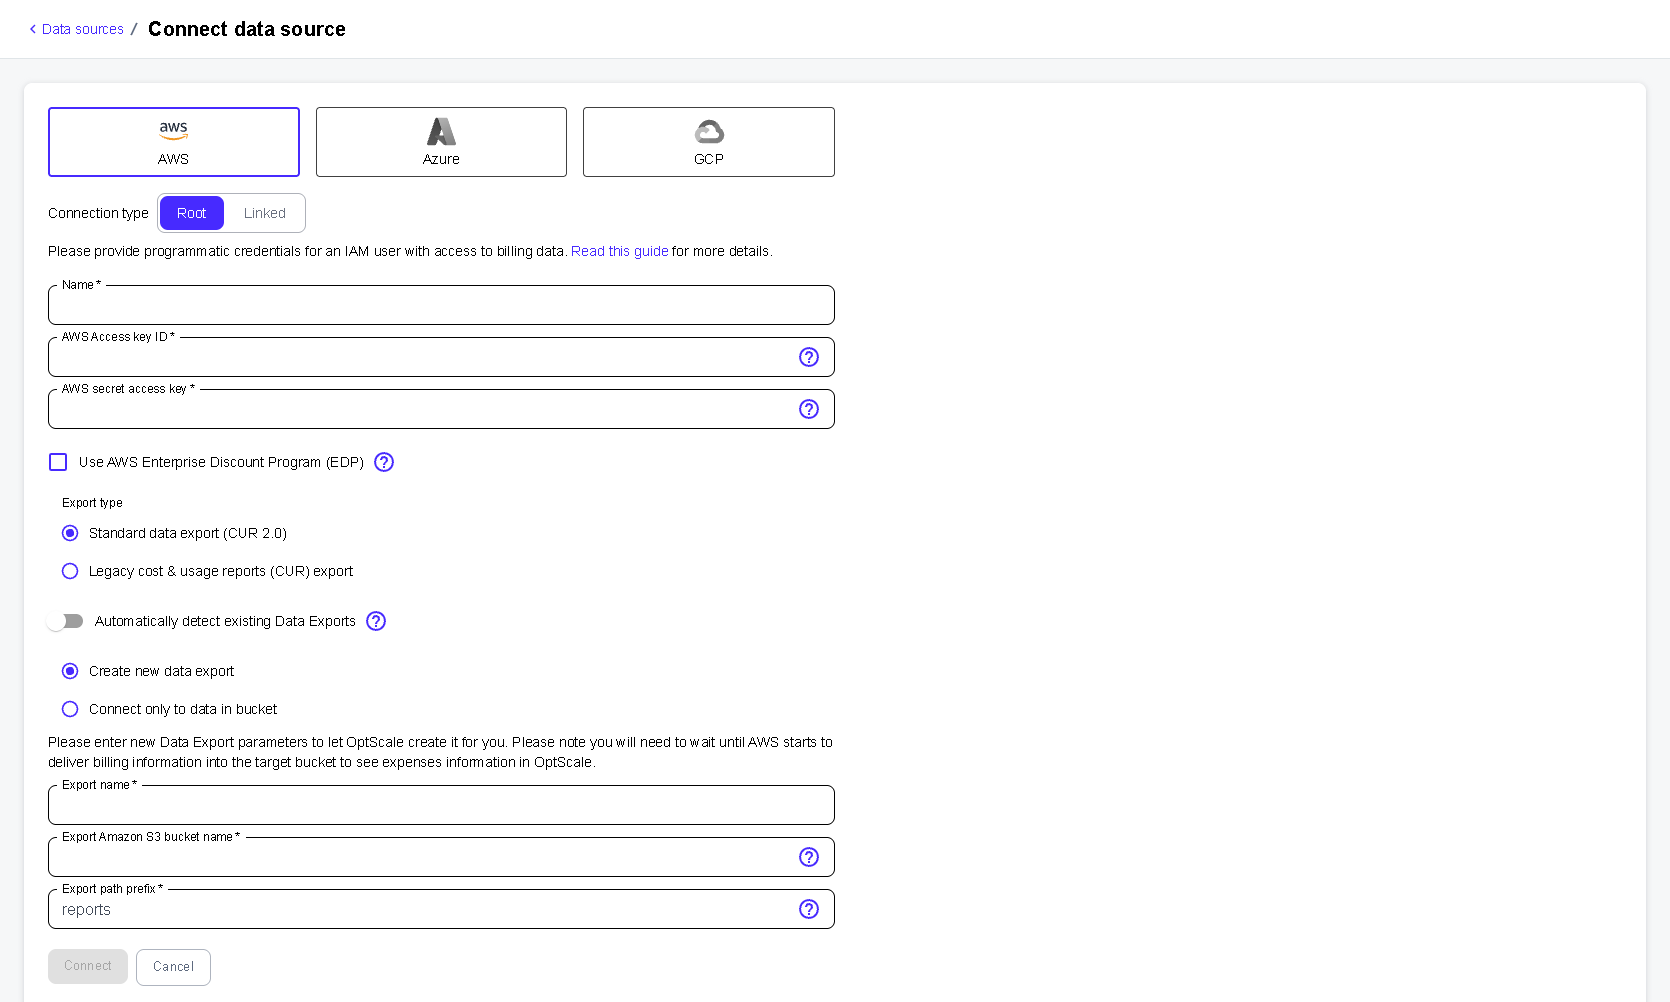 Data sources / Connect data source
aws
AWS
Azure
GCP
Connection type Root Linked
Please provide programmatic credentials for an IAM user with access to billing data. Read this guide for more details.
Name *
AWS Access key ID *
AWS secret access key *
Use AWS Enterprise Discount Program (EDP)
Export type
Standard data export (CUR 2.0)
Legacy cost & usage reports (CUR) export
Automatically detect existing Data Exports
Create new data export
Connect only to data in bucket
Please enter new Data Export parameters to let OptScale create it for you. Please note you will need to wait until AWS starts to
deliver billing information into the target bucket to see expenses information in OptScale.
Export name *
Export Amazon S3 bucket name *
Export path prefix *
reports
Connect Cancel